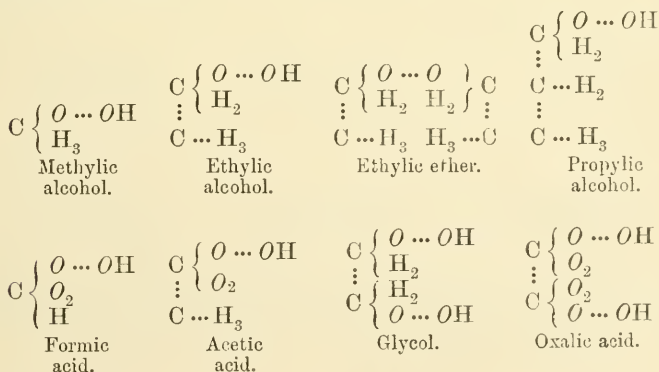 C { O ... OH
H₃
Methylic
alcohol.
C { O ... OH
H₂
⋮
C ... H₃
Ethylic
alcohol.
C { O ... O } C
H₂ H₂
⋮ ⋮
C ... H₃ H₃ ... C
Ethylic ether.
C { O ... OH
H₂
⋮
C ... H₂
⋮
C ... H₃
Propylic
alcohol.
C { O ... OH
O₂
H
Formic
acid.
C { O ... OH
O₂
⋮
C ... H₃
Acetic
acid.
C { O ... OH
H₂
⋮
C { H₂
O ... OH
Glycol.
C { O ... OH
O₂
⋮
C { O₂
O ... OH
Oxalic acid.